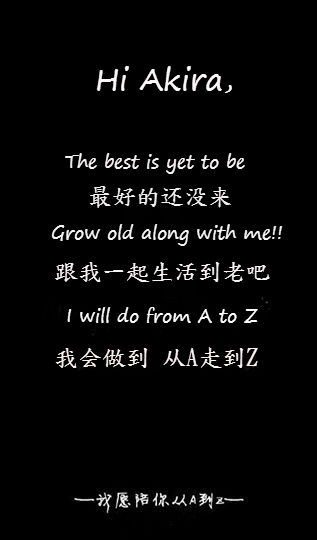 Hi Akira,
The best is yet to be
最好的还没来
Grow old along with me!!
跟我一起生活到老吧
I will do from A to Z
我会做到 从A走到Z
—我愿陪你从A到Z—